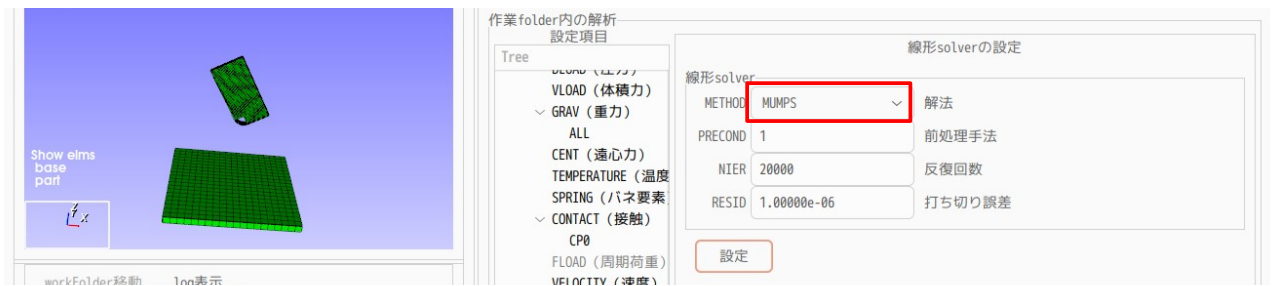 Show elms
base
part
z
x
workFolder移動 log表示
作業folder内の解析
設定項目
Tree
DLOAD (圧力)
VLOAD (体積力)
GRAV (重力)
ALL
CENT (遠心力)
TEMPERATURE (温度
SPRING (バネ要素
CONTACT (接触)
CP0
FLOAD (周期荷重)
VELOCITY (速度)
線形solverの設定
線形solver
METHOD MUMPS 解法
PRECOND 1 前処理手法
NIER 20000 反復回数
RESID 1.00000e-06 打ち切り誤差
設定